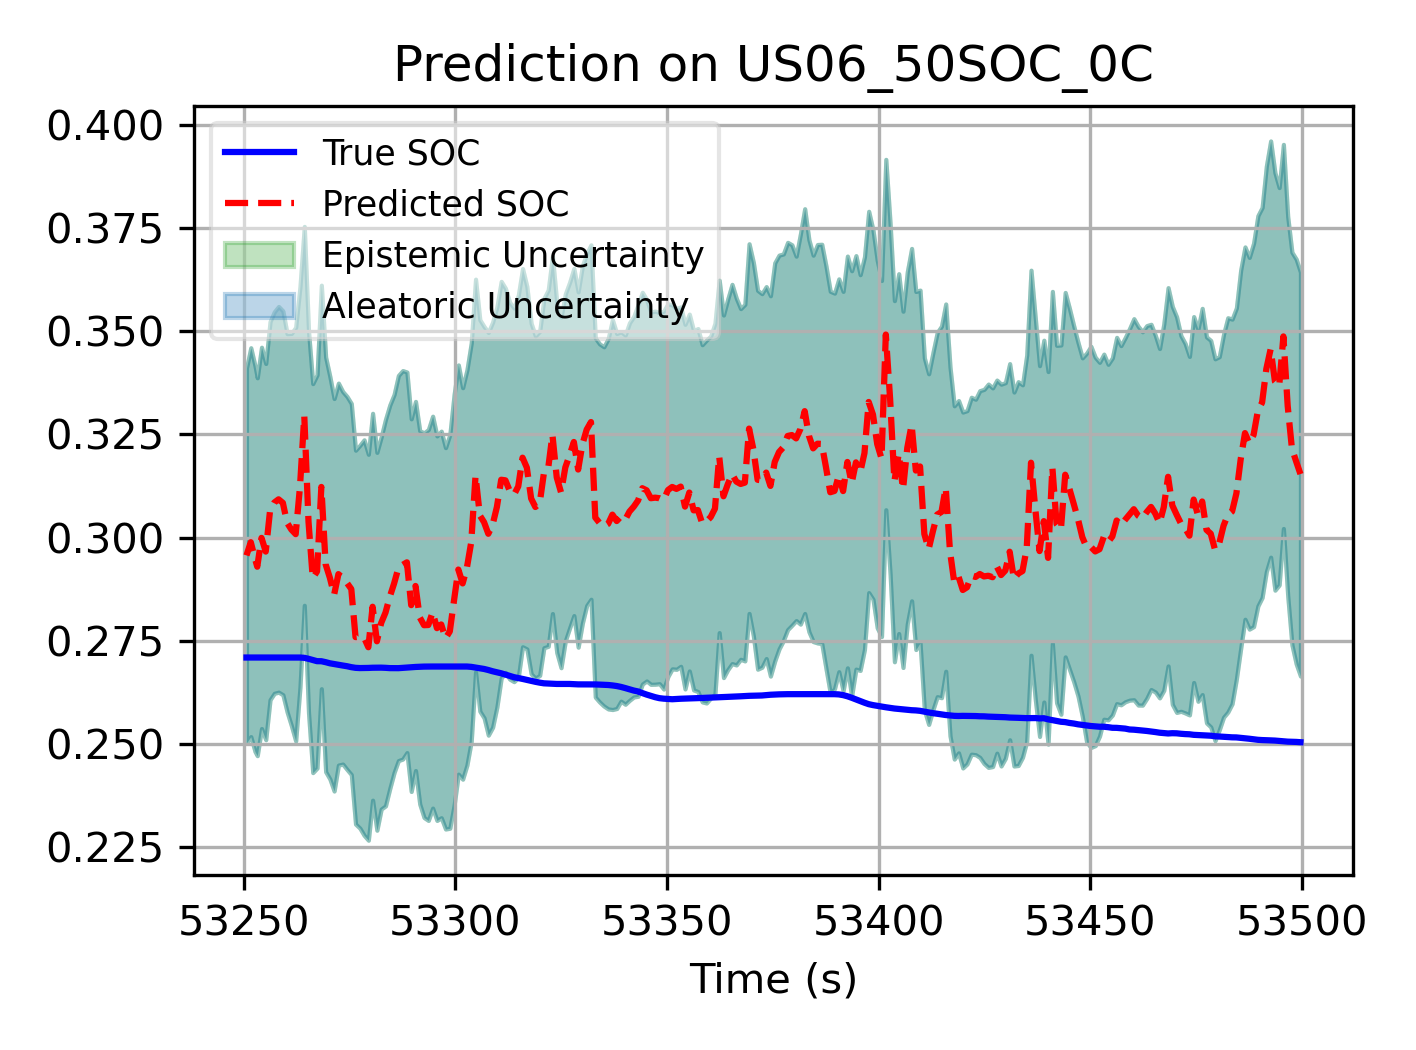 Prediction on US06_50SOC_0C
True SOC
Predicted SOC
Epistemic Uncertainty
Aleatoric Uncertainty
0.400
0.375
0.350
0.325
0.300
0.275
0.250
0.225
53250 53300 53350 53400 53450 53500
Time (s)